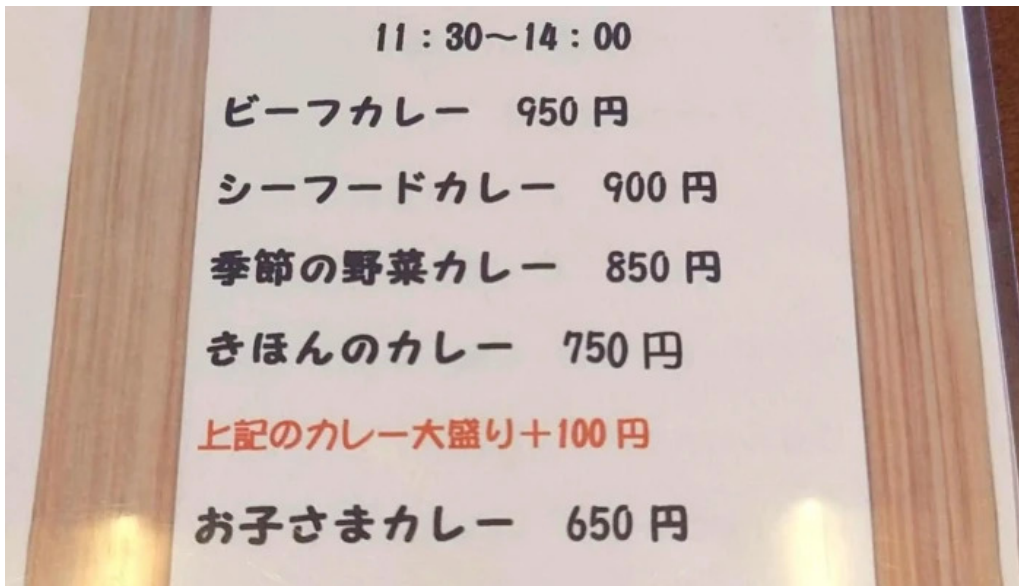 11：30～14：00
ビーフカレー　950円
シーフードカレー　900円
季節の野菜カレー　850円
きほんのカレー　750円
上記のカレー大盛り＋100円
お子さまカレー　650円